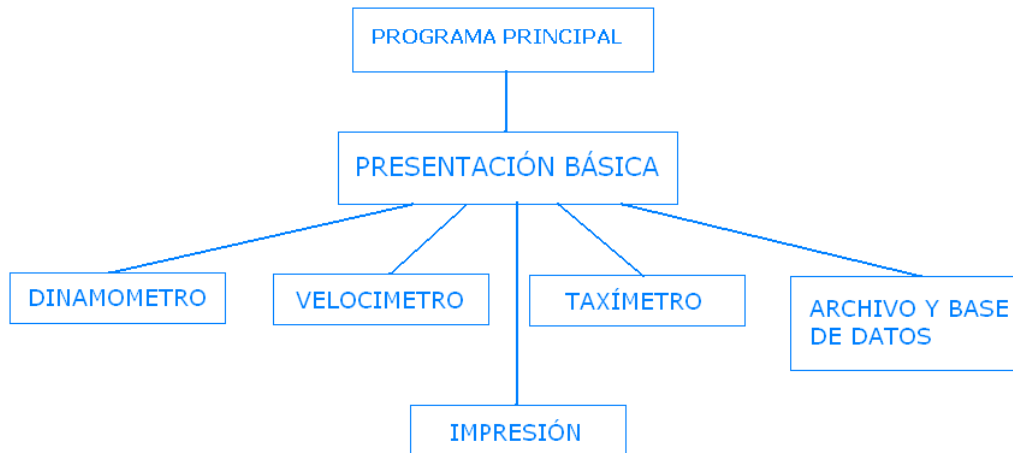 PROGRAMA PRINCIPAL
PRESENTACIÓN BÁSICA
DINAMOMETRO
VELOCIMETRO
TAXÍMETRO
ARCHIVO Y BASE
DE DATOS
IMPRESIÓN